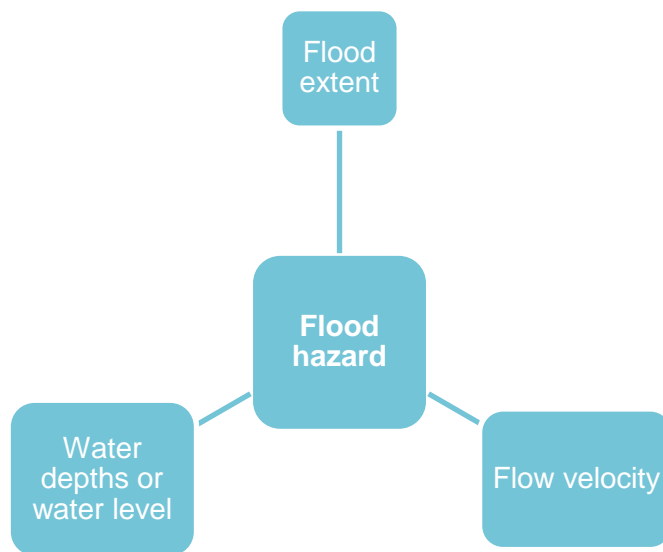 Flood
extent
Flood
hazard
Water
depths or
water level
Flow velocity